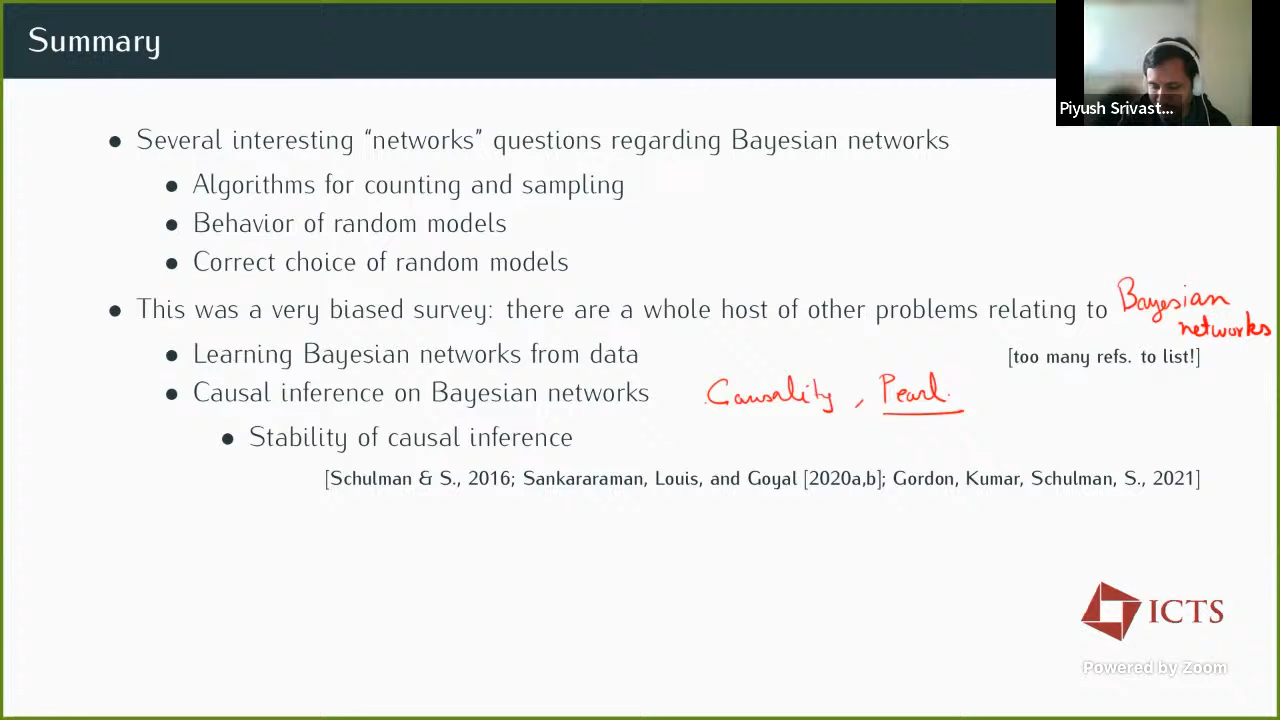 Summary
Piyush Srivast...
• Several interesting “networks” questions regarding Bayesian networks
• Algorithms for counting and sampling
• Behavior of random models
• Correct choice of random models
• This was a very biased survey: there are a whole host of other problems relating to Bayesian networks
• Learning Bayesian networks from data [too many refs. to list!]
• Causal inference on Bayesian networks Causality, Pearl.
• Stability of causal inference
[Schulman & S., 2016; Sankararaman, Louis, and Goyal [2020a,b]; Gordon, Kumar, Schulman, S., 2021]
ICTS
Powered by Zoom